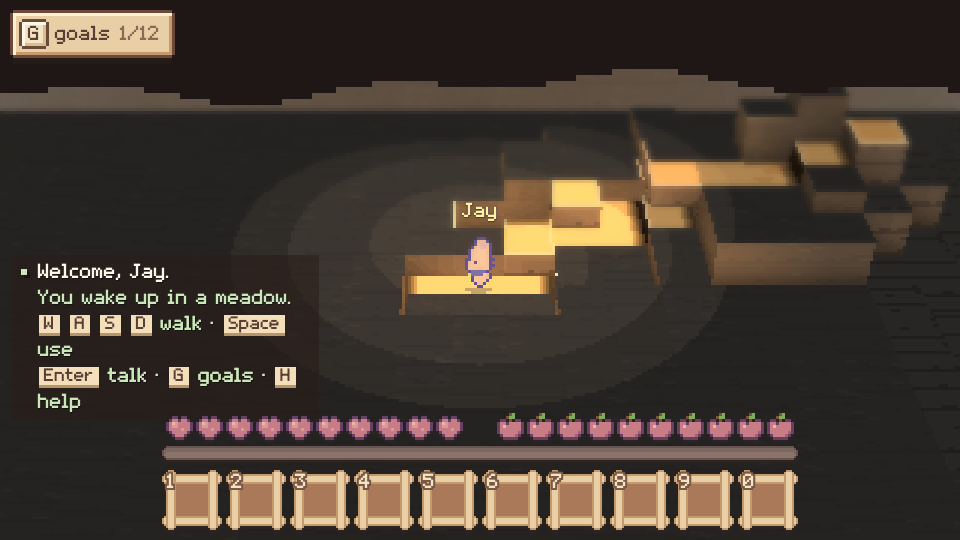 G goals 1/12
Jay
Welcome, Jay.
You wake up in a meadow.
W A S D walk · Space
use
Enter talk · G goals · H
help
1 2 3 4 5 6 7 8 9 0